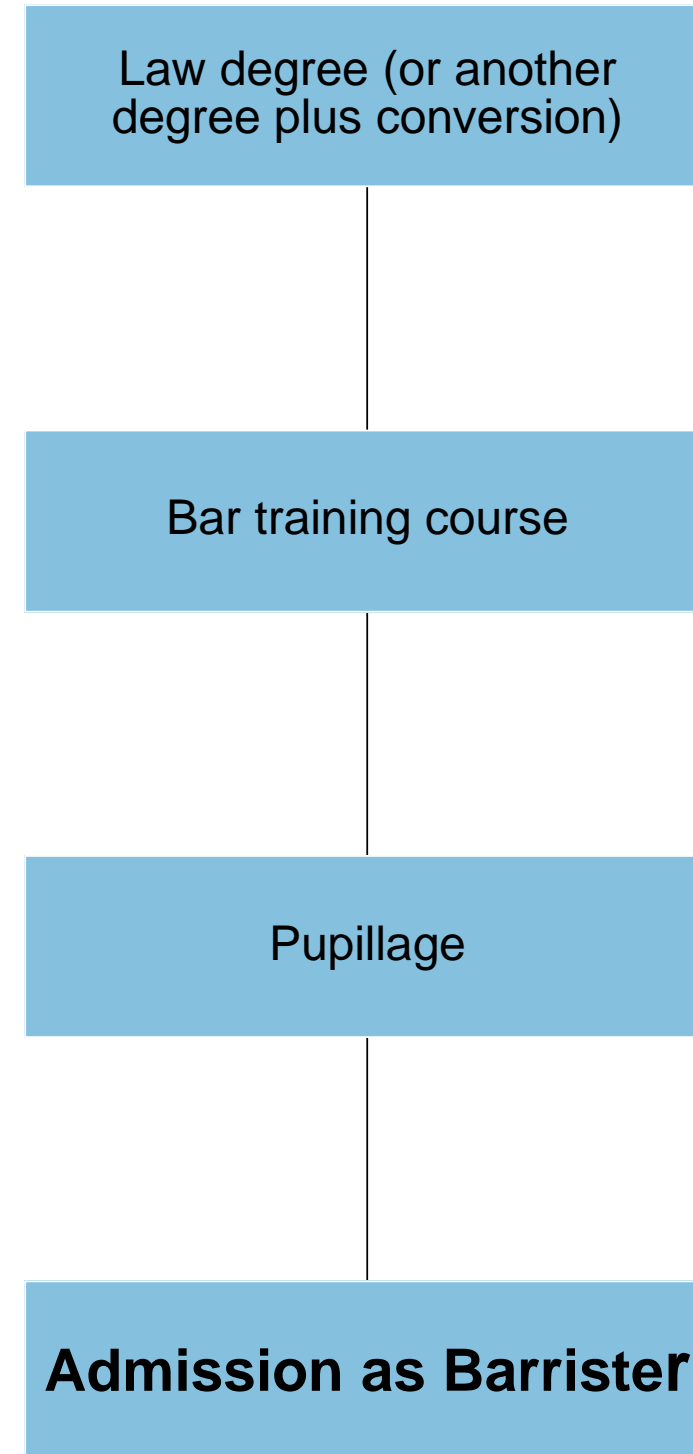 Law degree (or another
degree plus conversion)
Bar training course
Pupillage
Admission as Barrister